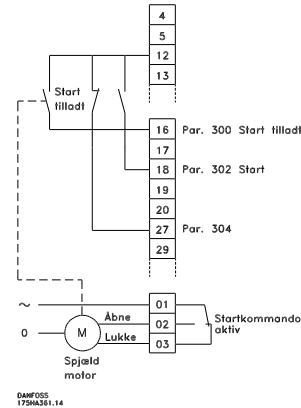 4
5
12
13
Start
tilladt
16 Par. 300 Start tilladt
17
18 Par. 302 Start
19
20
27 Par. 304
29
~ 01
Åbne 02
0 M
Lukke 03
Startkommando
aktiv
Spjæld
motor
DANFOSS
175HA361.14